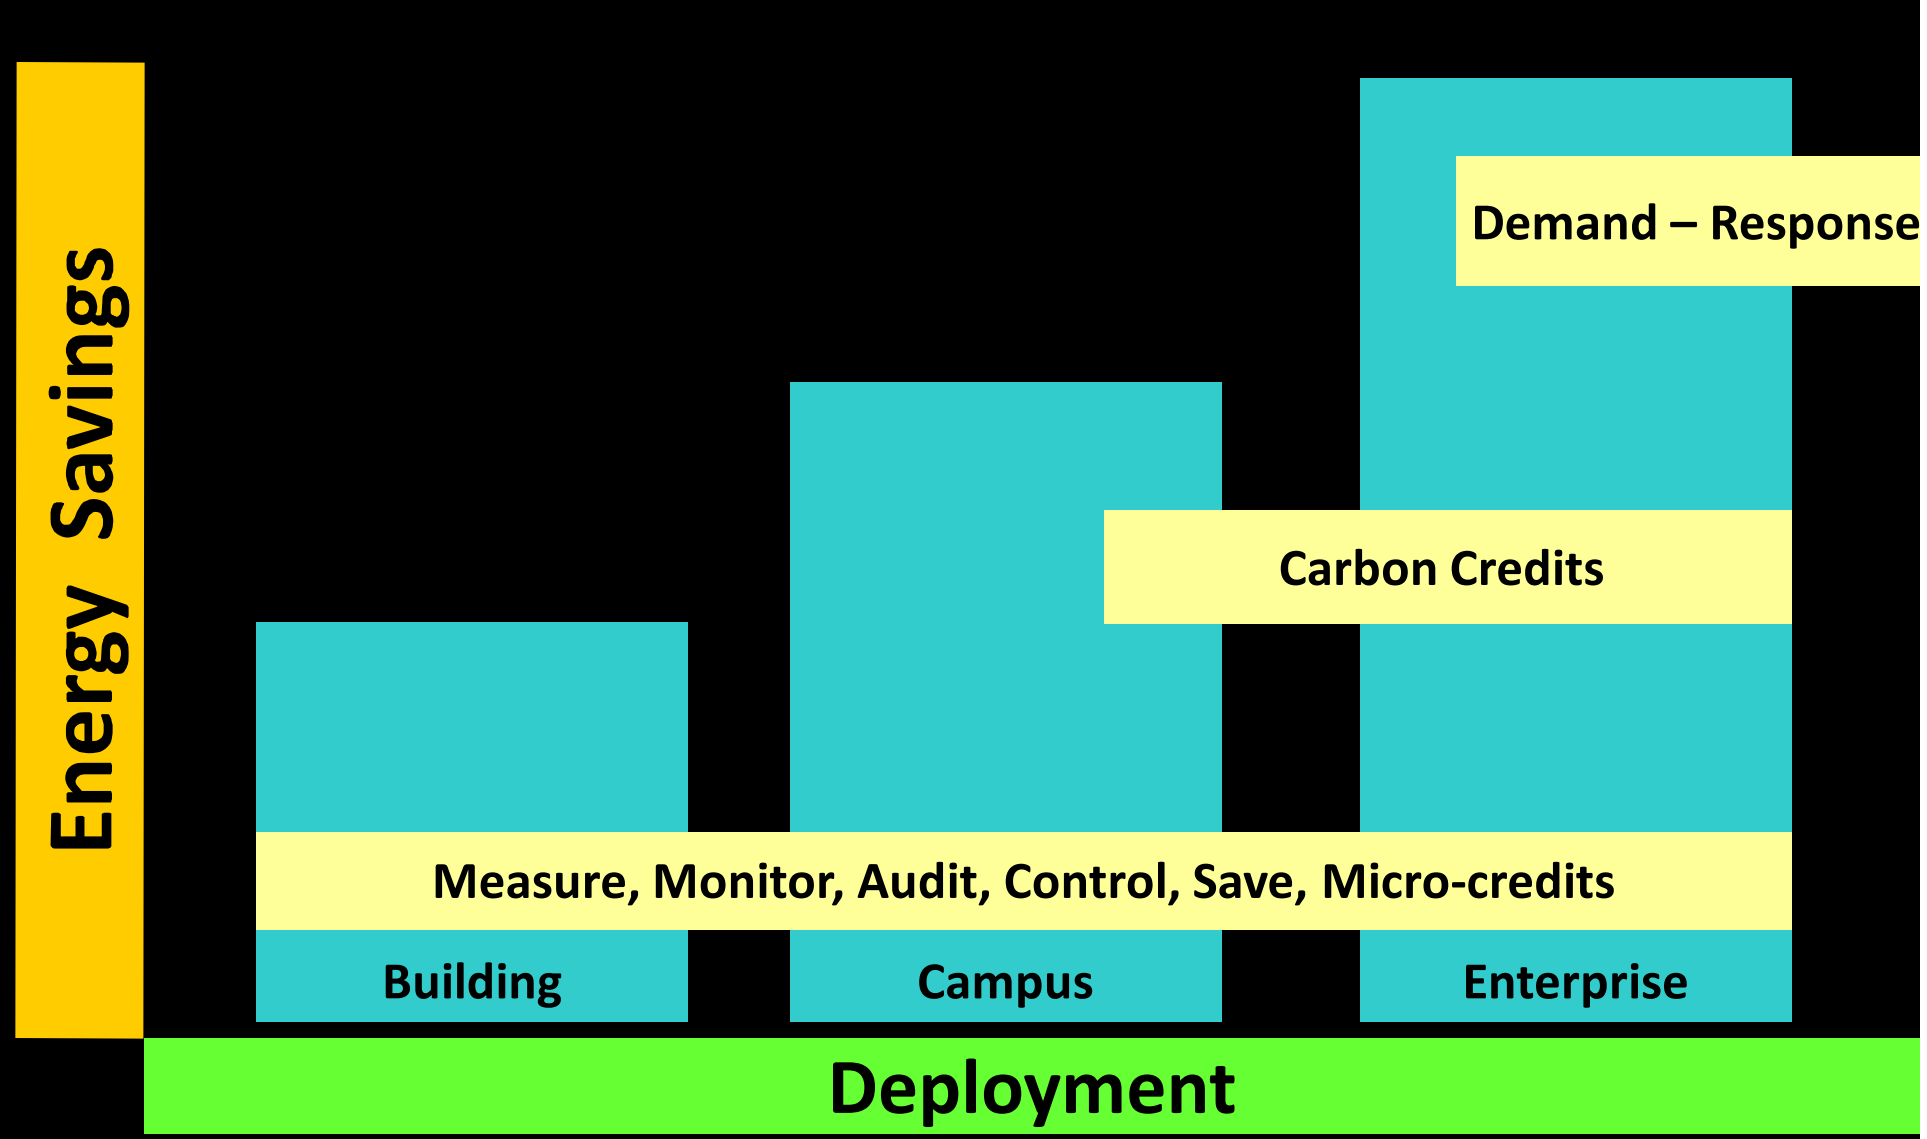 Energy Savings
Demand – Response
Carbon Credits
Measure, Monitor, Audit, Control, Save, Micro-credits
Building
Campus
Enterprise
Deployment